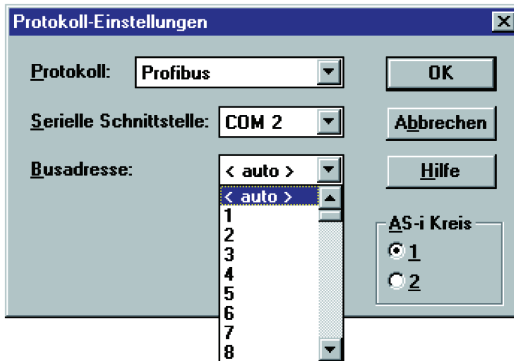 Protokoll-Einstellungen
Protokoll: Profibus
OK
Serielle Schnittstelle: COM 2
Abbrechen
Busadresse: < auto >
Hilfe
< auto >
1
2
3
4
5
6
7
8
AS-i Kreis
1
2